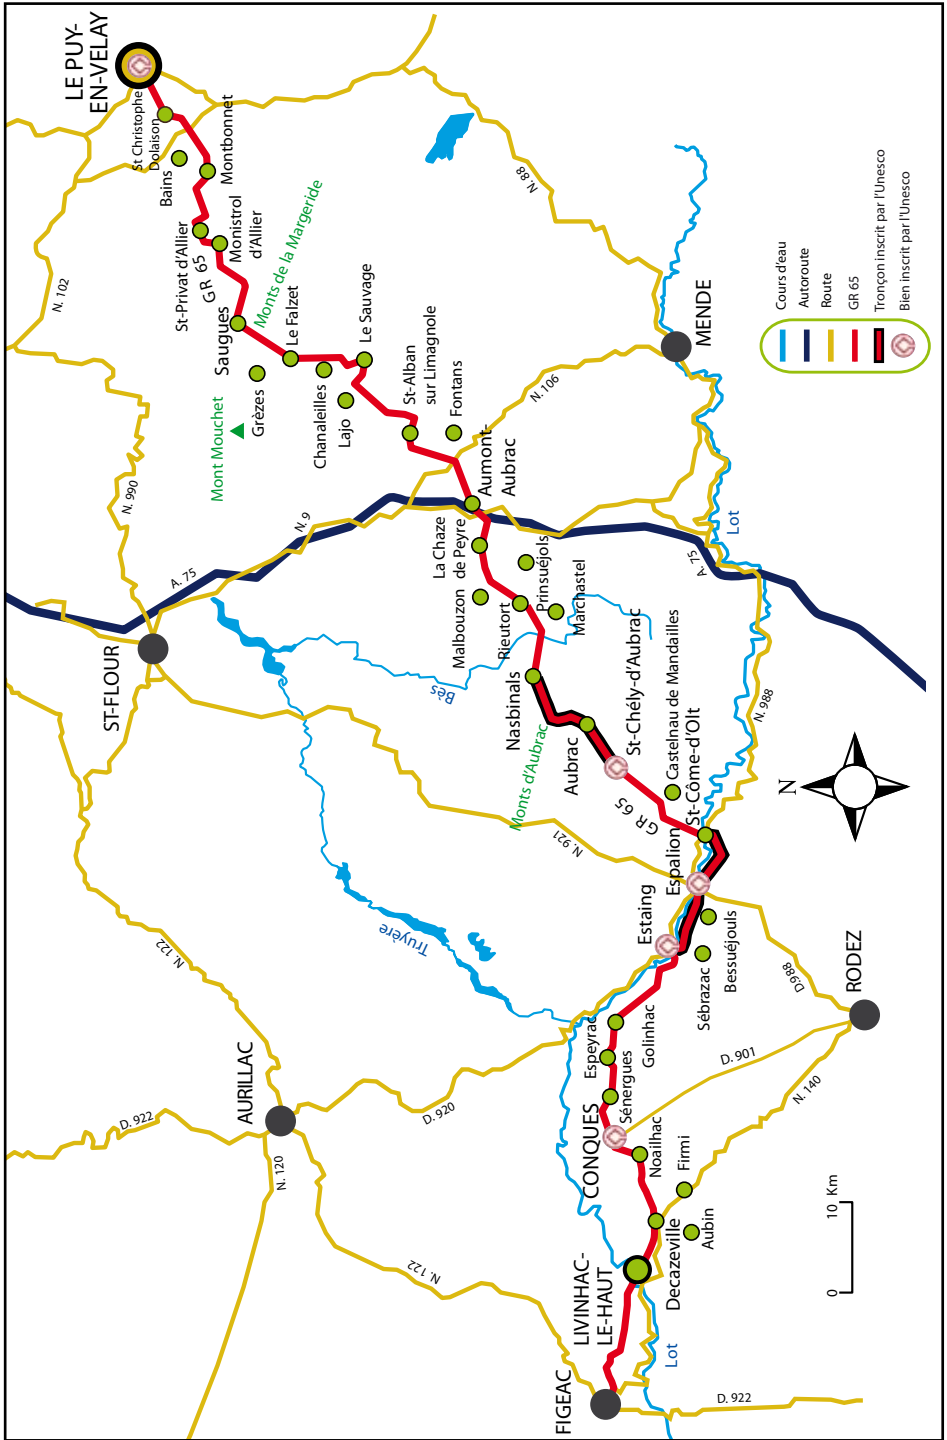 LE PUY-
EN-VELAY
St Christophe
Dolaison
Bains
Montbonnet
St-Privat d'Allier
Monistrol
d'Allier
GR 65
Saugues
Monts de la Margeride
Le Falzet
Le Sauvage
Grèzes
Mont Mouchet
Chanaleilles
Lajo
St-Alban
sur Limagnole
Fontans
Aumont-
Aubrac
La Chaze
de Peyre
Malbouzon
Prinsuéjols
Rieutort
Marchastel
Nasbinals
Bès
Monts d'Aubrac
Aubrac
St-Chély-d'Aubrac
Castelnau de Mandailles
St-Côme-d'Olt
GR 65
Espalion
Estaing
Bessuéjouls
Sébrazac
Golinhac
Espeyrac
Sénergues
CONQUES
Noailhac
Firmi
Aubin
Decazeville
LIVINHAC-
LE-HAUT
FIGEAC
Lot
D. 922
N. 122
N. 120
D. 922
AURILLAC
D. 920
N. 122
Truyère
ST-FLOUR
A. 75
N. 9
N. 990
N. 102
N. 88
N. 106
MENDE
Lot
A. 75
N. 988
N. 921
D.988
RODEZ
D. 901
N. 140
N
0
10 Km
Cours d'eau
Autoroute
Route
GR 65
Tronçon inscrit par l'Unesco
Bien inscrit par l'Unesco